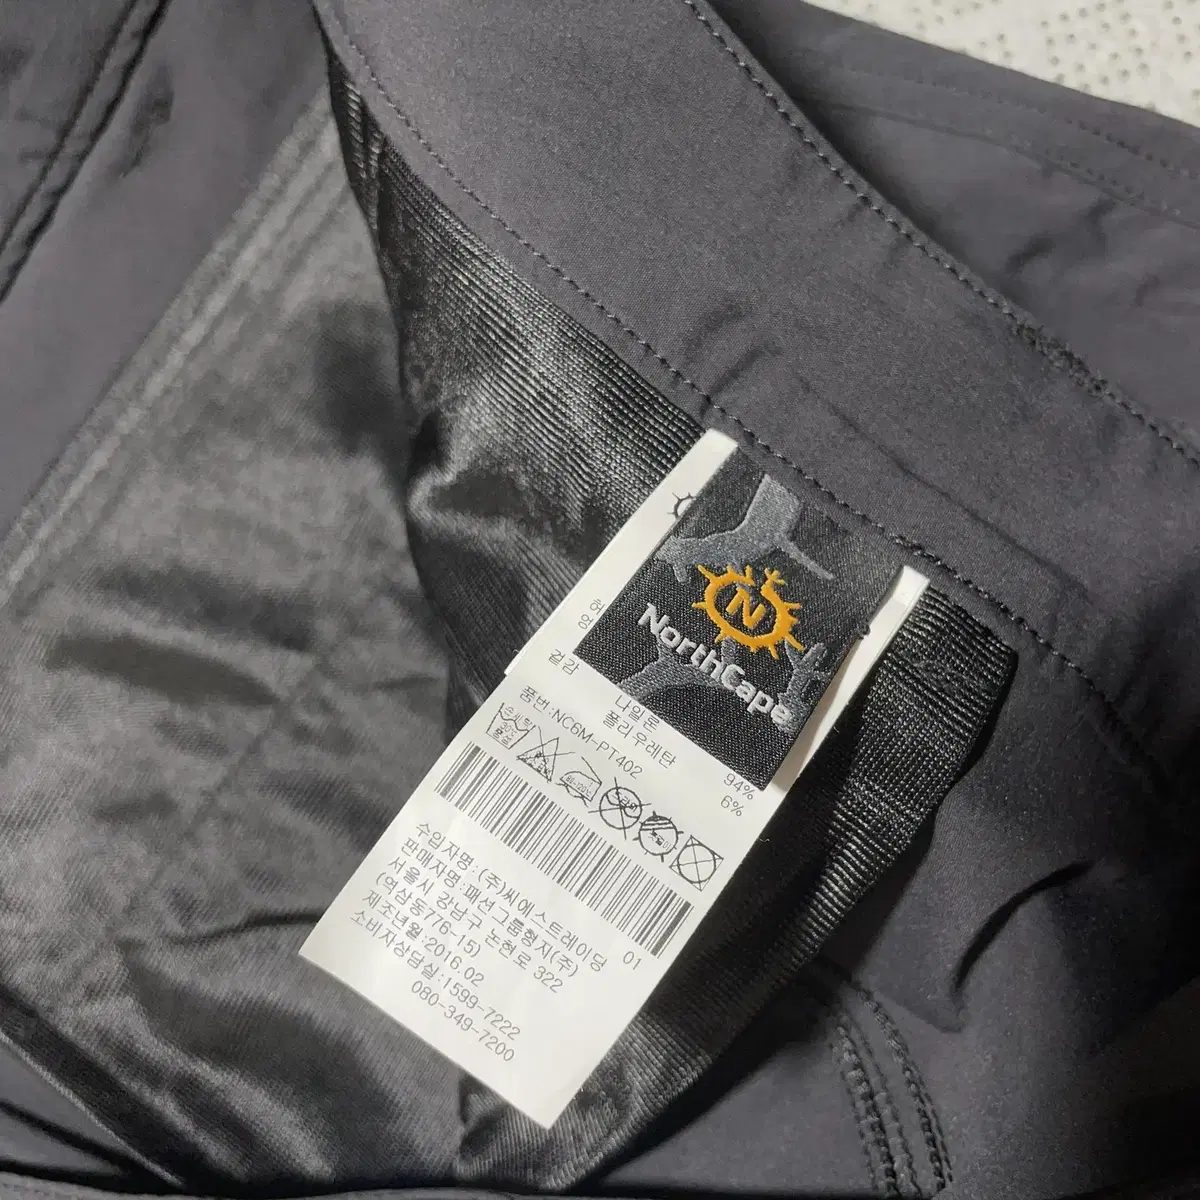 N
NorthCape
겉감
나일론 94%
폴리우레탄 6%
품번:NC6M-PT402
01
수입자명:(주)씨에스트레이딩
판매자명:패션그룹형지(주)
서울시 강남구 논현로 322
(역삼동776-15)
제조년월:2016.02
소비자상담실:1599-7222
080-349-7200